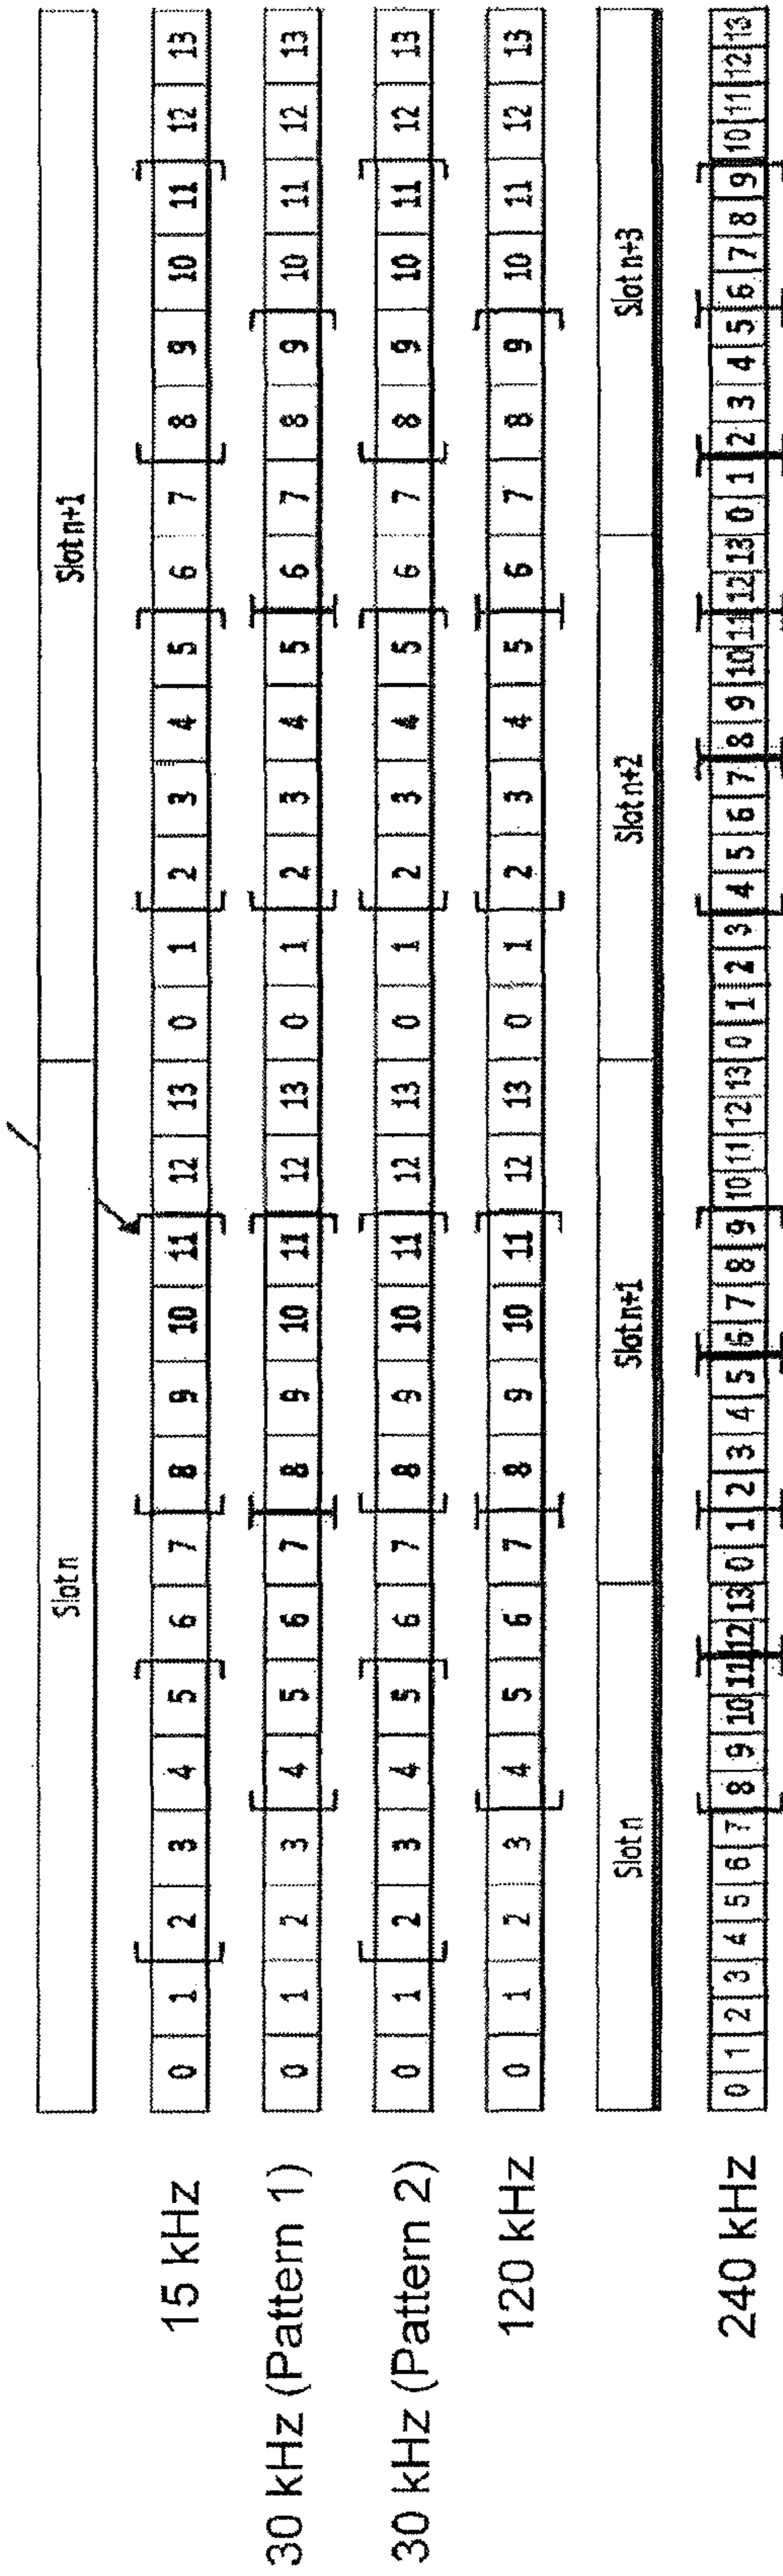 Slot n Slot n+1
15 kHz 0 1 2 3 4 5 6 7 8 9 10 11 12 13 0 1 2 3 4 5 6 7 8 9 10 11 12 13
30 kHz (Pattern 1) 0 1 2 3 4 5 6 7 8 9 10 11 12 13 0 1 2 3 4 5 6 7 8 9 10 11 12 13
30 kHz (Pattern 2) 0 1 2 3 4 5 6 7 8 9 10 11 12 13 0 1 2 3 4 5 6 7 8 9 10 11 12 13
120 kHz 0 1 2 3 4 5 6 7 8 9 10 11 12 13 0 1 2 3 4 5 6 7 8 9 10 11 12 13
Slot n Slot n+1 Slot n+2 Slot n+3
240 kHz 0 1 2 3 4 5 6 7 8 9 10 11 12 13 0 1 2 3 4 5 6 7 8 9 10 11 12 13 0 1 2 3 4 5 6 7 8 9 10 11 12 13 0 1 2 3 4 5 6 7 8 9 10 11 12 13